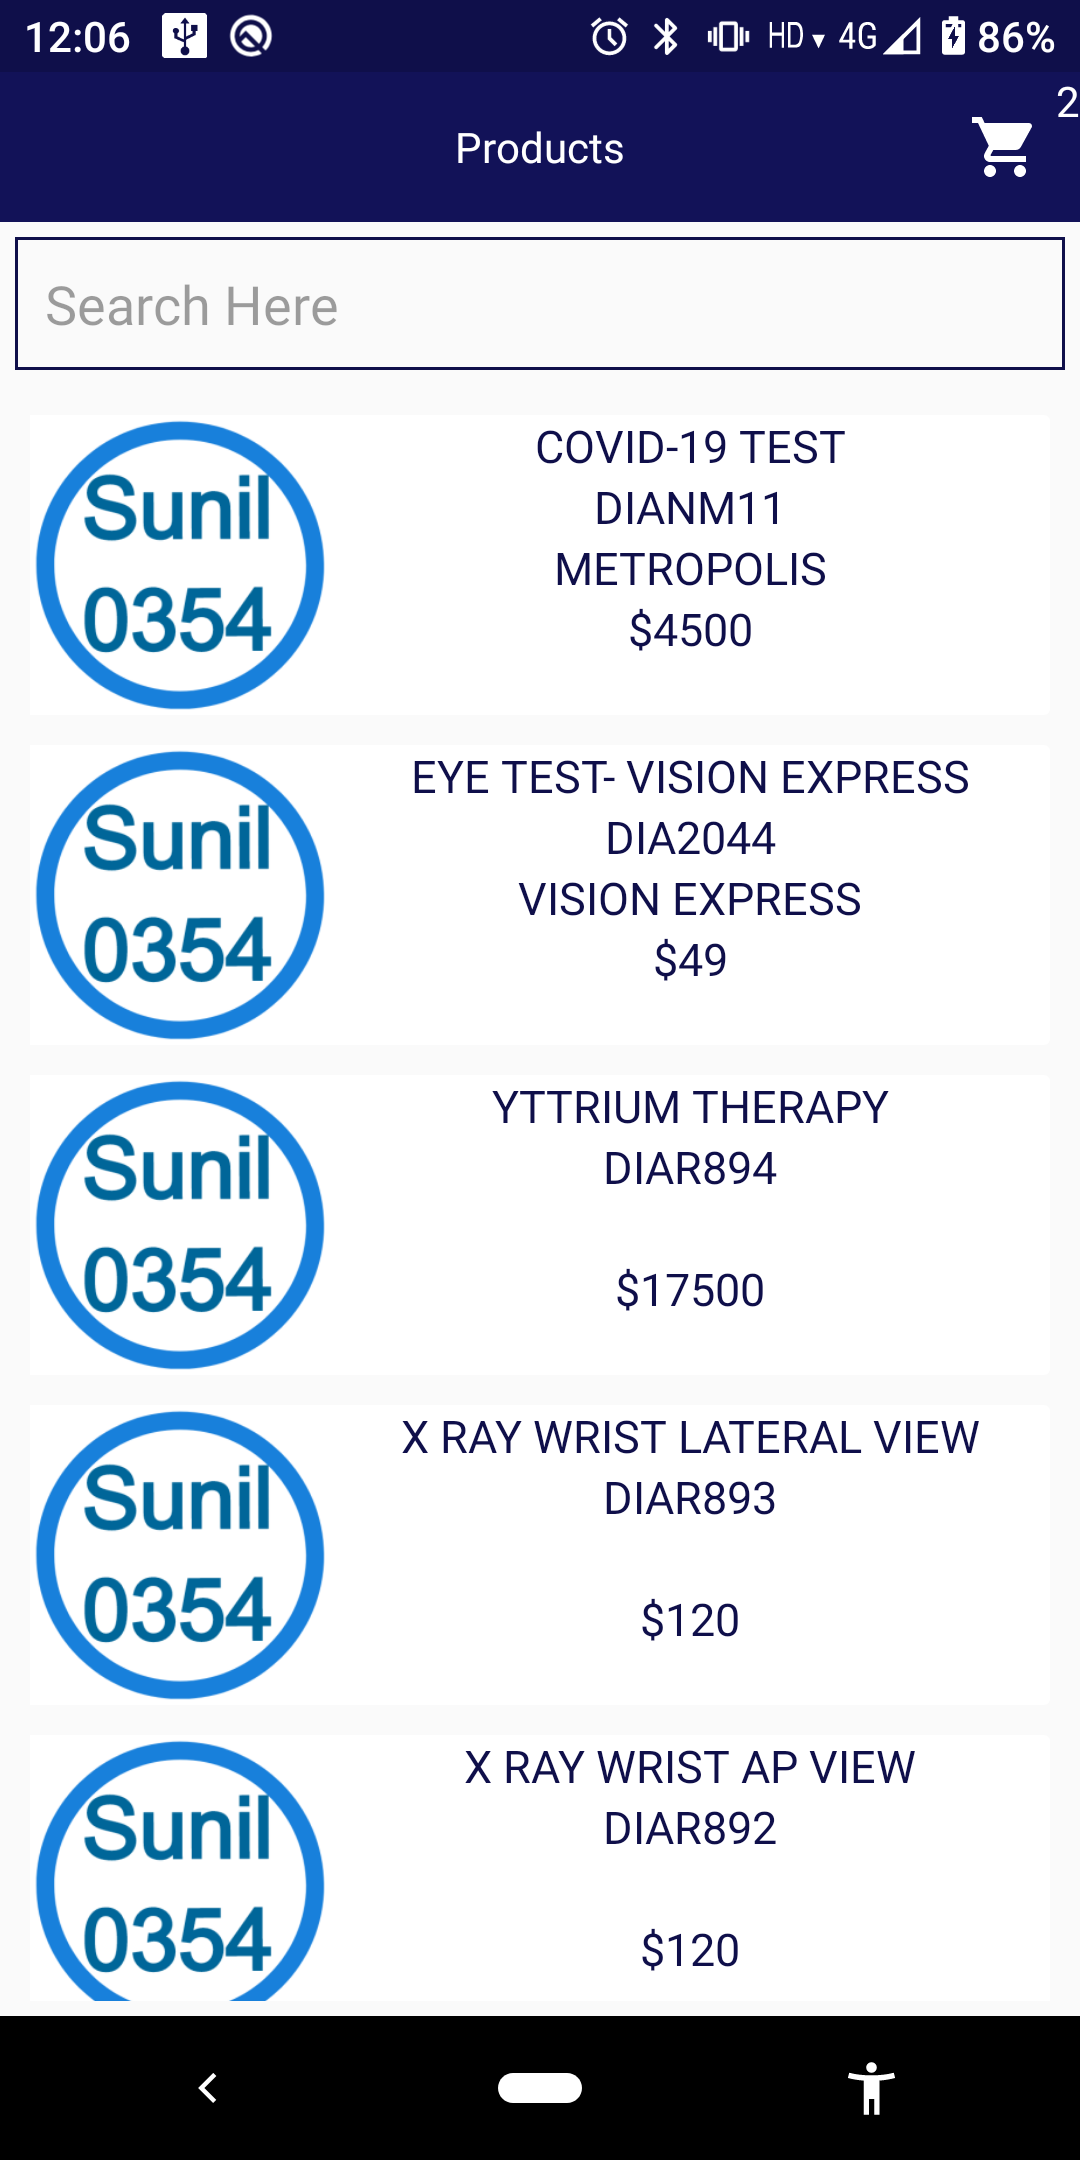 12:06 HD 4G 86%
2
Products
Search Here
Sunil
0354
COVID-19 TEST
DIANM11
METROPOLIS
$4500
Sunil
0354
EYE TEST- VISION EXPRESS
DIA2044
VISION EXPRESS
$49
Sunil
0354
YTTRIUM THERAPY
DIAR894
$17500
Sunil
0354
X RAY WRIST LATERAL VIEW
DIAR893
$120
Sunil
0354
X RAY WRIST AP VIEW
DIAR892
$120